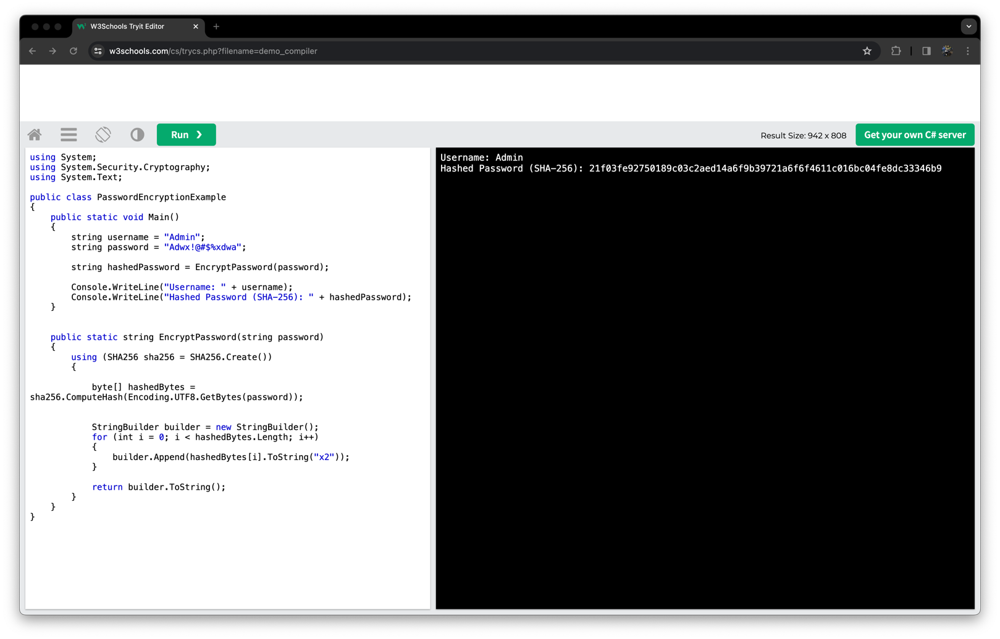 W3Schools Tryit Editor
w3schools.com/cs/trycs.php?filename=demo_compiler
Run ❯
Result Size: 942 x 808
Get your own C# server
using System;
using System.Security.Cryptography;
using System.Text;
public class PasswordEncryptionExample
{
    public static void Main()
    {
        string username = "Admin";
        string password = "Adwx!@#$%xdwa";
        string hashedPassword = EncryptPassword(password);
        Console.WriteLine("Username: " + username);
        Console.WriteLine("Hashed Password (SHA-256): " + hashedPassword);
    }
    public static string EncryptPassword(string password)
    {
        using (SHA256 sha256 = SHA256.Create())
        {
            byte[] hashedBytes =
sha256.ComputeHash(Encoding.UTF8.GetBytes(password));
            StringBuilder builder = new StringBuilder();
            for (int i = 0; i < hashedBytes.Length; i++)
            {
                builder.Append(hashedBytes[i].ToString("x2"));
            }
            return builder.ToString();
        }
    }
}
Username: Admin
Hashed Password (SHA-256): 21f03fe92750189c03c2aed14a6f9b39721a6f6f4611c016bc04fe8dc33346b9